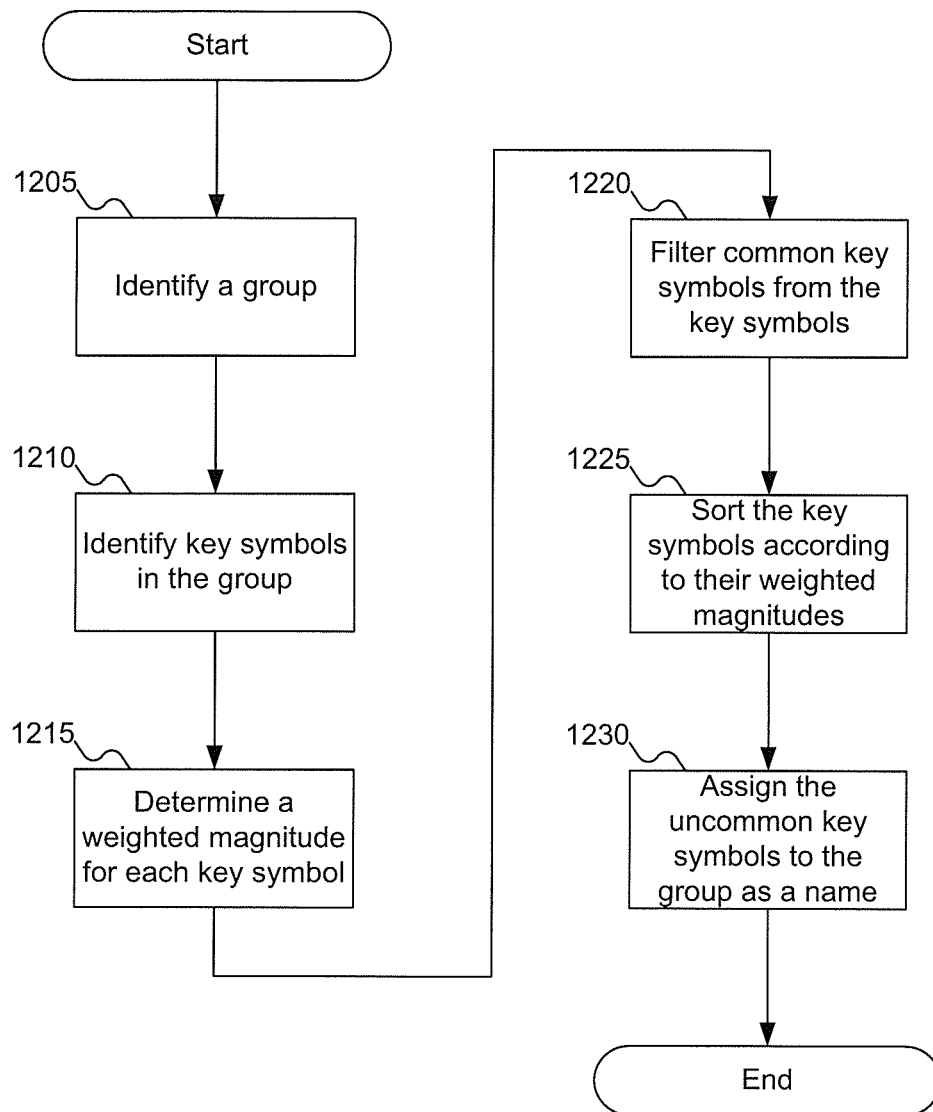 Start
1205
Identify a group
1210
Identify key symbols
in the group
1215
Determine a
weighted magnitude
for each key symbol
1220
Filter common key
symbols from the
key symbols
1225
Sort the key
symbols according
to their weighted
magnitudes
1230
Assign the
uncommon key
symbols to the
group as a name
End